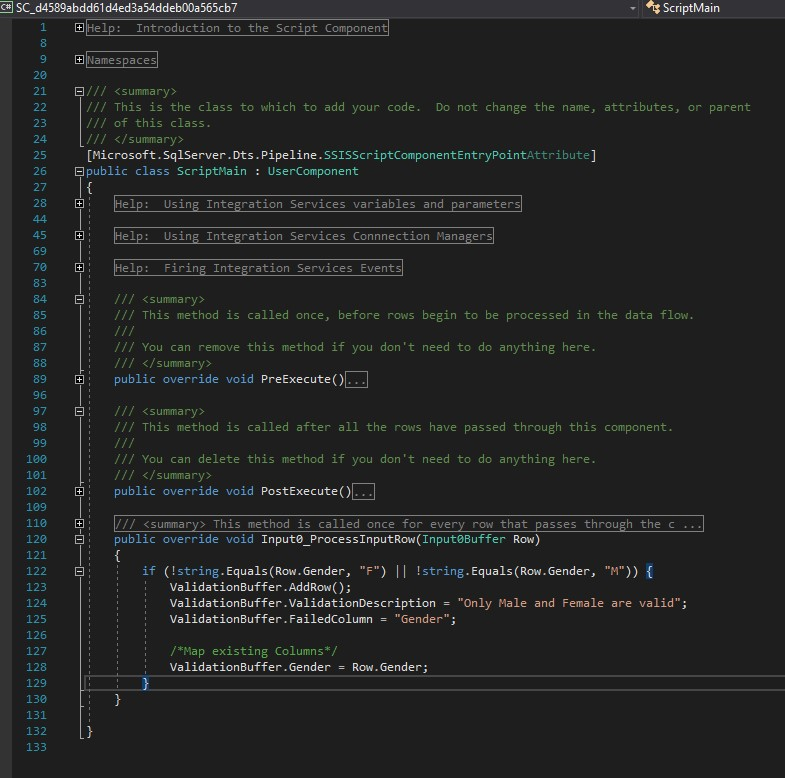 SC_d4589abdd61d4ed3a54ddeb00a565cb7 ScriptMain
1 Help:  Introduction to the Script Component
8
9 Namespaces
20
21 /// <summary>
22 /// This is the class to which to add your code.  Do not change the name, attributes, or parent
23 /// of this class.
24 /// </summary>
25 [Microsoft.SqlServer.Dts.Pipeline.SSISScriptComponentEntryPointAttribute]
26 public class ScriptMain : UserComponent
27 {
28 Help:  Using Integration Services variables and parameters
44
45 Help:  Using Integration Services Connnection Managers
69
70 Help:  Firing Integration Services Events
83
84 /// <summary>
85 /// This method is called once, before rows begin to be processed in the data flow.
86 ///
87 /// You can remove this method if you don't need to do anything here.
88 /// </summary>
89 public override void PreExecute()...
96
97 /// <summary>
98 /// This method is called after all the rows have passed through this component.
99 ///
100 /// You can delete this method if you don't need to do anything here.
101 /// </summary>
102 public override void PostExecute()...
109
110 /// <summary> This method is called once for every row that passes through the c ...
120 public override void Input0_ProcessInputRow(Input0Buffer Row)
121 {
122 if (!string.Equals(Row.Gender, "F") || !string.Equals(Row.Gender, "M")) {
123 ValidationBuffer.AddRow();
124 ValidationBuffer.ValidationDescription = "Only Male and Female are valid";
125 ValidationBuffer.FailedColumn = "Gender";
126
127 /*Map existing Columns*/
128 ValidationBuffer.Gender = Row.Gender;
129 }
130 }
131
132 }
133